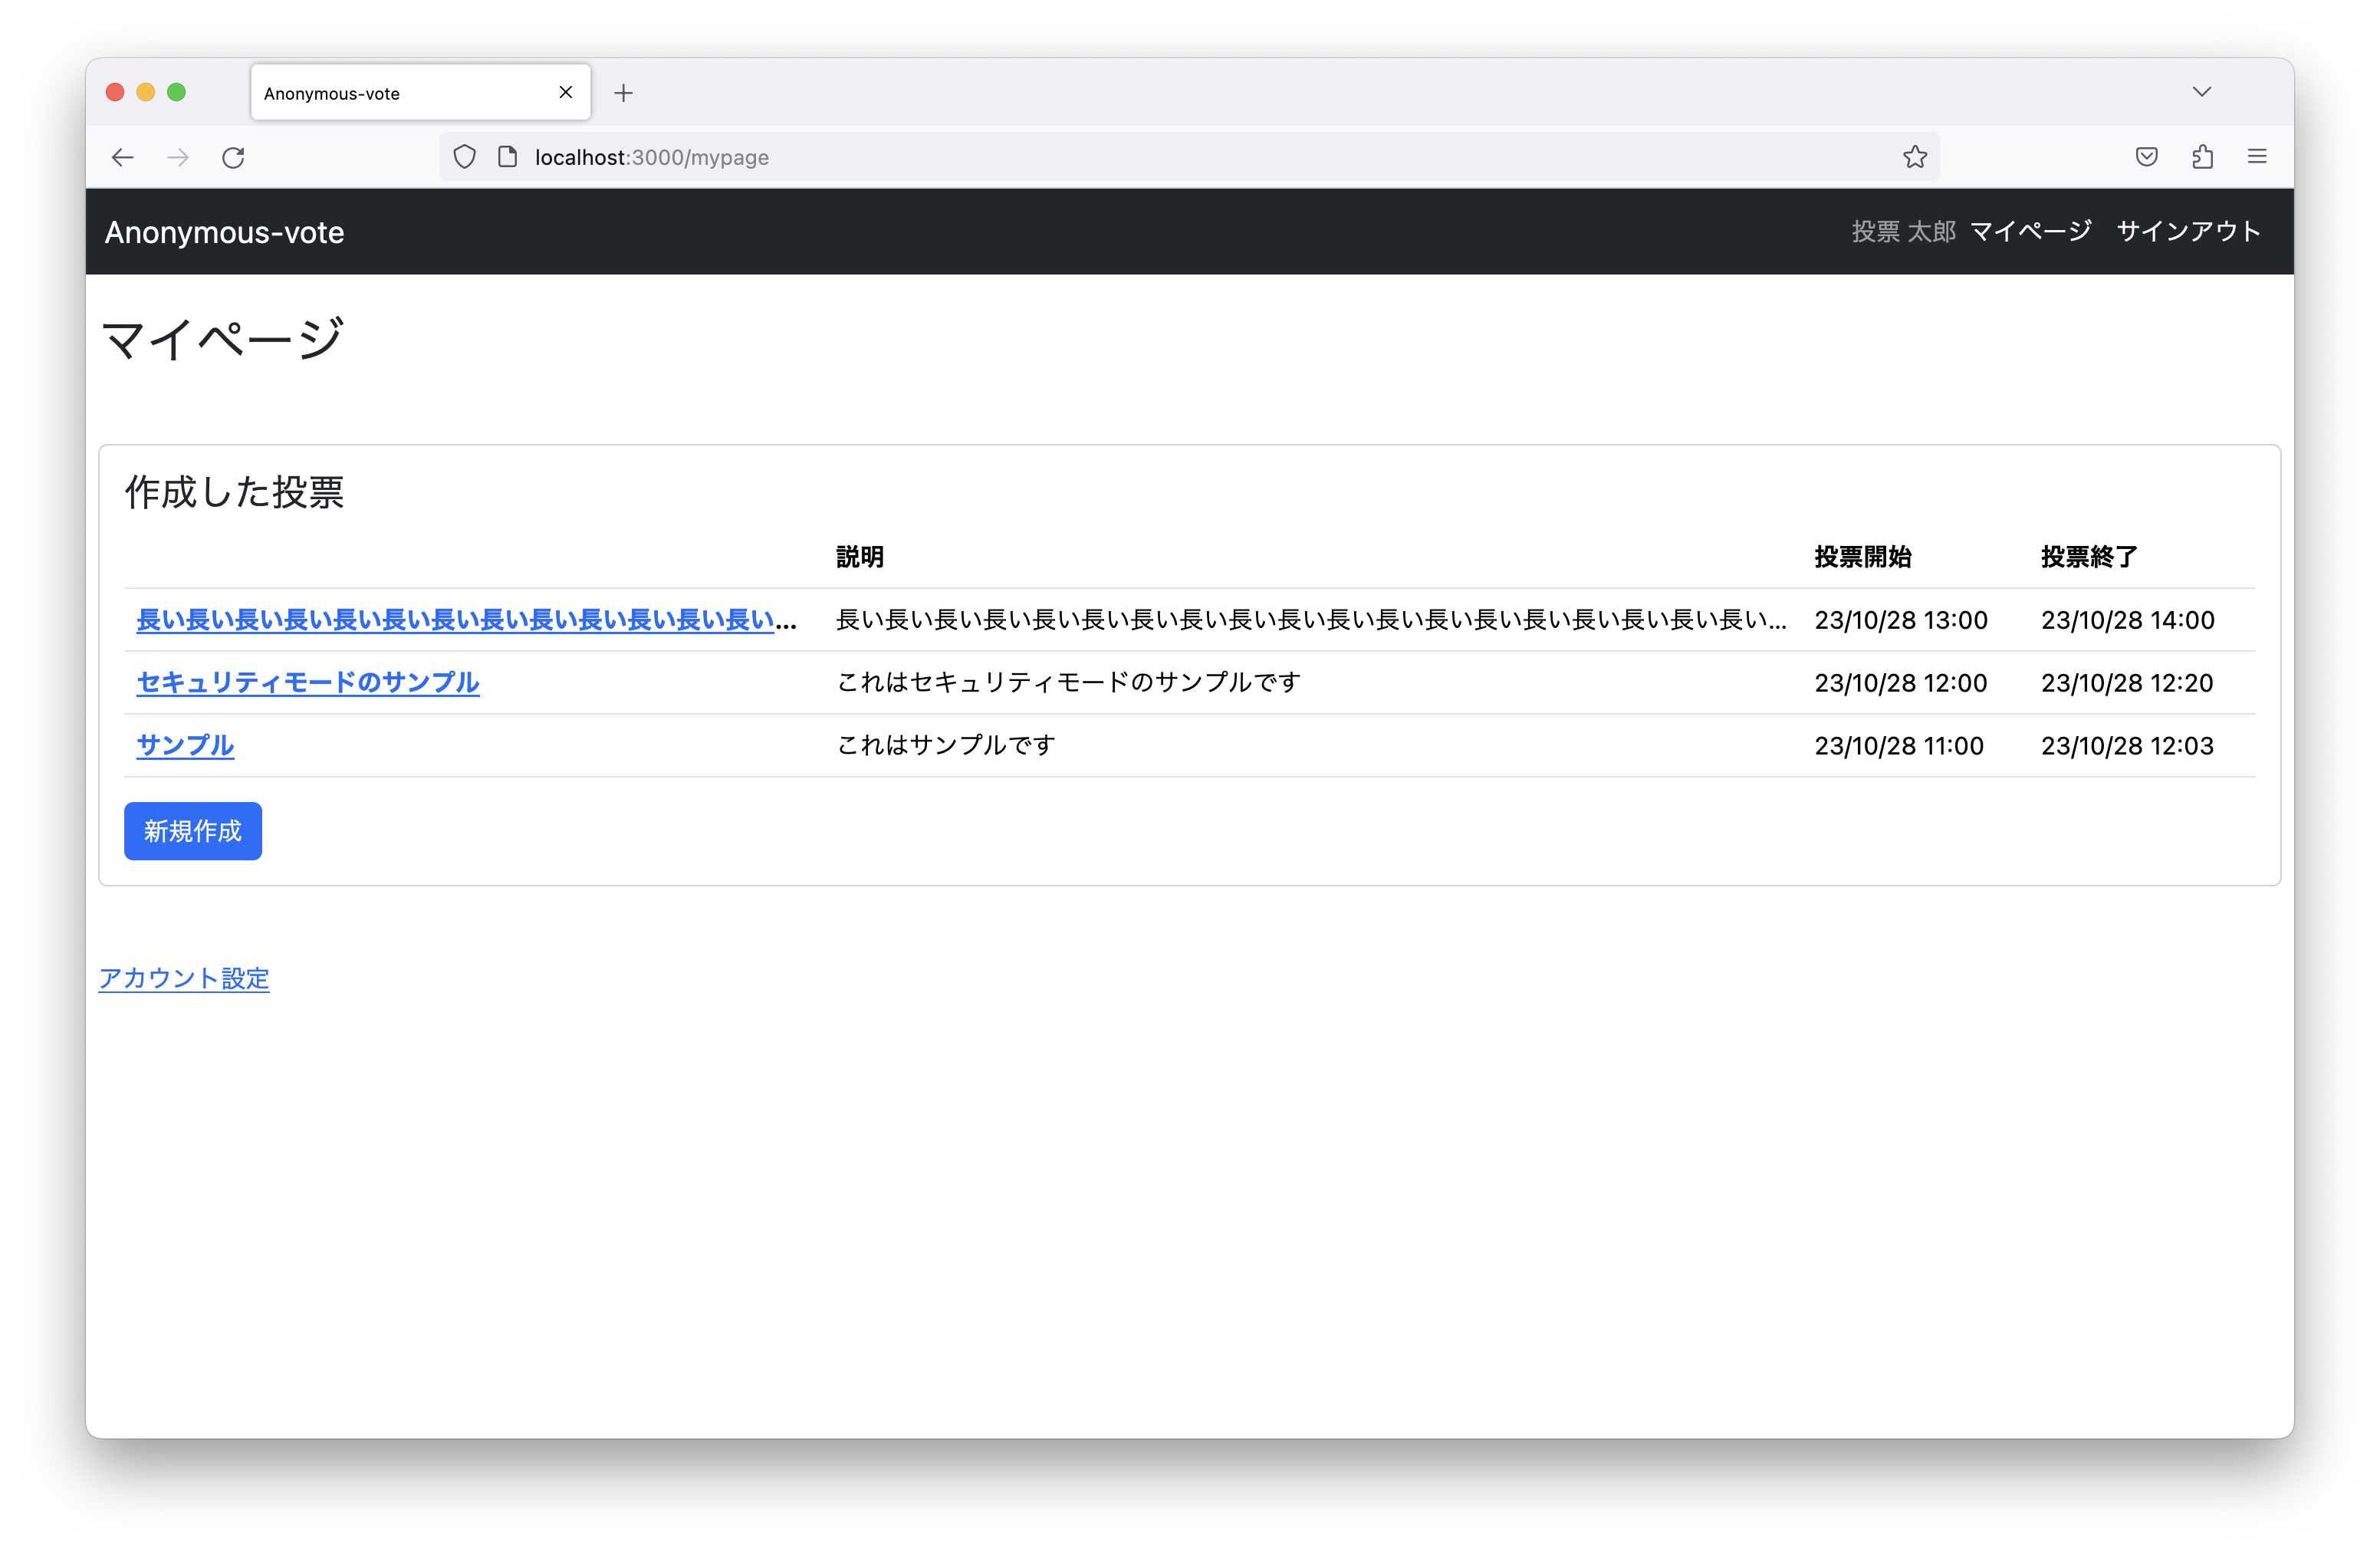 Anonymous-vote
localhost:3000/mypage
Anonymous-vote 投票 太郎 マイページ サインアウト
マイページ
作成した投票
説明 投票開始 投票終了
長い長い長い長い長い長い長い長い長い長い長い長い長い... 長い長い長い長い長い長い長い長い長い長い長い長い長い長い長い長い長い長い長い... 23/10/28 13:00 23/10/28 14:00
セキュリティモードのサンプル これはセキュリティモードのサンプルです 23/10/28 12:00 23/10/28 12:20
サンプル これはサンプルです 23/10/28 11:00 23/10/28 12:03
新規作成
アカウント設定